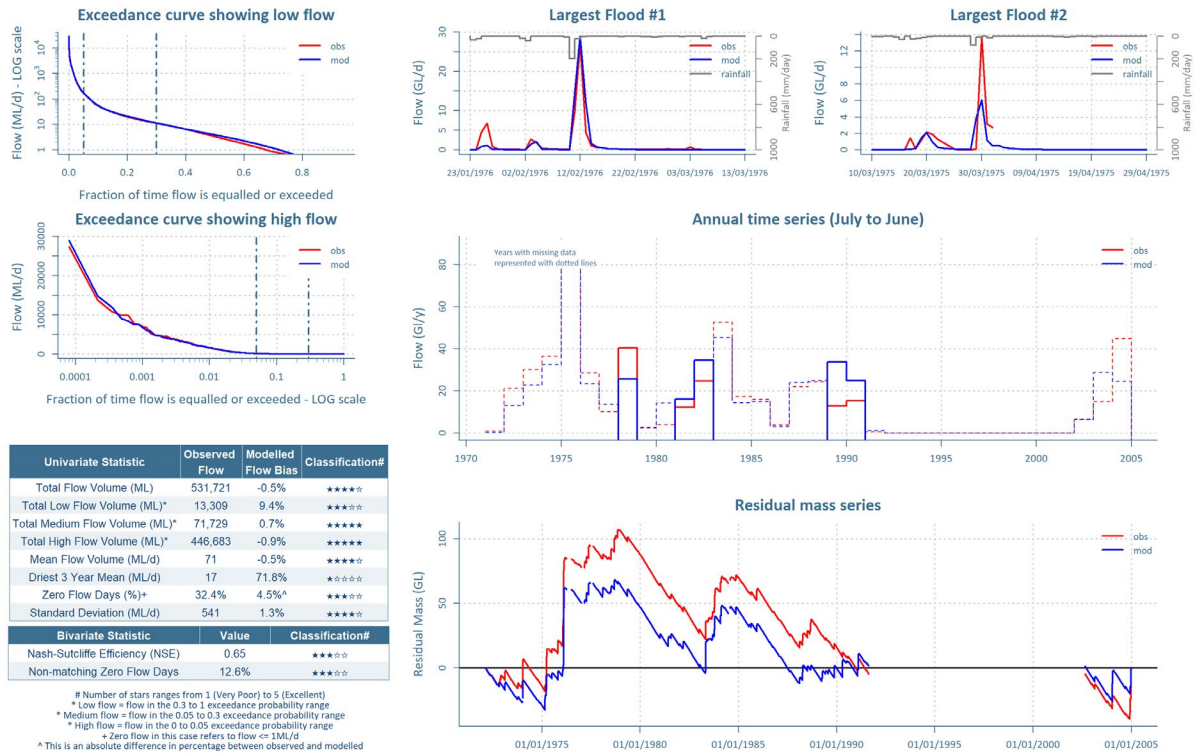 Exceedance curve showing low flow
Flow (ML/d) - LOG scale
10⁴
10³
10²
10
1
obs
mod
0.0 0.2 0.4 0.6 0.8
Fraction of time flow is equalled or exceeded
Largest Flood #1
Flow (GL/d)
30
20
10
5
0
obs
mod
rainfall
0
200
600
1000
Rainfall (mm/day)
23/01/1976 02/02/1976 12/02/1976 22/02/1976 03/03/1976 13/03/1976
Largest Flood #2
Flow (GL/d)
12
8
6
4
2
0
obs
mod
rainfall
0
200
600
1000
Rainfall (mm/day)
10/03/1975 20/03/1975 30/03/1975 09/04/1975 19/04/1975 29/04/1975
Exceedance curve showing high flow
Flow (ML/d)
30000
10000
0
obs
mod
0.0001 0.001 0.01 0.1 1
Fraction of time flow is equalled or exceeded - LOG scale
Annual time series (July to June)
Years with missing data
represented with dotted lines
Flow (Gl/y)
80
60
40
20
0
obs
mod
1970 1975 1980 1985 1990 1995 2000 2005
Univariate Statistic Observed Flow Modelled Flow Bias Classification#
Total Flow Volume (ML) 531,721 -0.5% ★★★★☆
Total Low Flow Volume (ML)* 13,309 9.4% ★★★☆☆
Total Medium Flow Volume (ML)* 71,729 0.7% ★★★★★
Total High Flow Volume (ML)* 446,683 -0.9% ★★★★★
Mean Flow Volume (ML/d) 71 -0.5% ★★★★☆
Driest 3 Year Mean (ML/d) 17 71.8% ★☆☆☆☆
Zero Flow Days (%)+ 32.4% 4.5%^ ★★★☆☆
Standard Deviation (ML/d) 541 1.3% ★★★★☆
Bivariate Statistic Value Classification#
Nash-Sutcliffe Efficiency (NSE) 0.65 ★★★☆☆
Non-matching Zero Flow Days 12.6% ★★★☆☆
# Number of stars ranges from 1 (Very Poor) to 5 (Excellent)
* Low flow = flow in the 0.3 to 1 exceedance probability range
* Medium flow = flow in the 0.05 to 0.3 exceedance probability range
* High flow = flow in the 0 to 0.05 exceedance probability range
+ Zero flow in this case refers to flow <= 1ML/d
^ This is an absolute difference in percentage between observed and modelled
Residual mass series
Residual Mass (GL)
100
50
0
obs
mod
01/01/1975 01/01/1980 01/01/1985 01/01/1990 01/01/1995 01/01/2000 01/01/2005